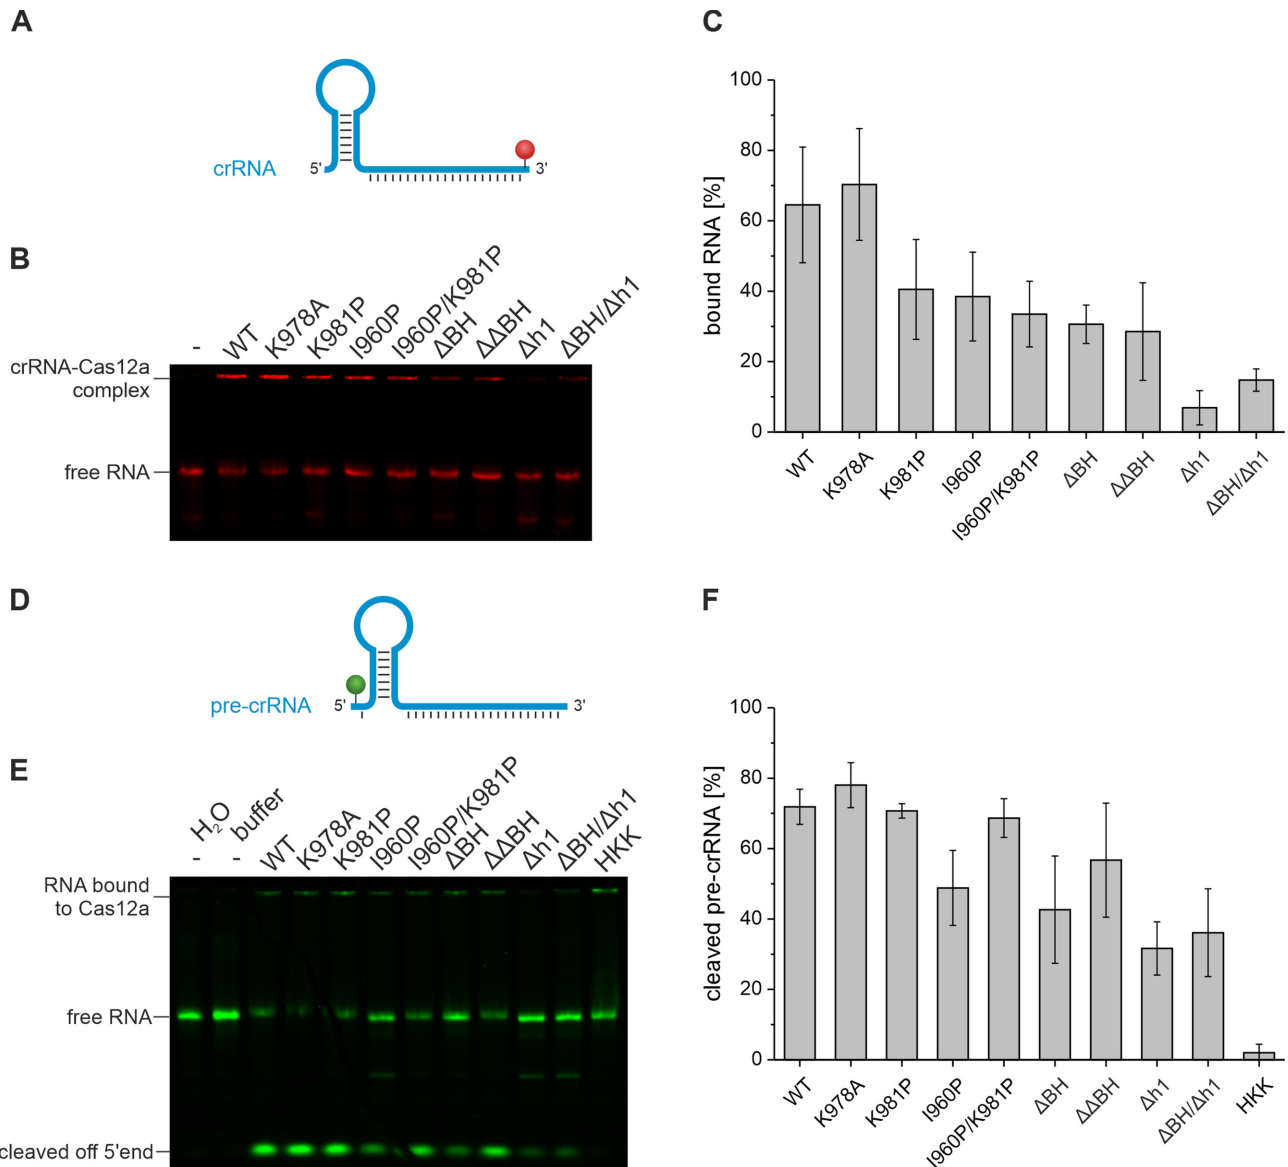 A
crRNA
5'
3'
B
-
WT
K978A
K981P
I960P
I960P/K981P
ΔBH
ΔΔBH
Δh1
ΔBH/Δh1
crRNA-Cas12a
complex
free RNA
C
bound RNA [%]
100
80
60
40
20
0
WT
K978A
K981P
I960P
I960P/K981P
ΔBH
ΔΔBH
Δh1
ΔBH/Δh1
D
pre-crRNA
5'
3'
E
- H₂O
- buffer
WT
K978A
K981P
I960P
I960P/K981P
ΔBH
ΔΔBH
Δh1
ΔBH/Δh1
HKK
RNA bound
to Cas12a
free RNA
cleaved off 5'end
F
cleaved pre-crRNA [%]
100
80
60
40
20
0
WT
K978A
K981P
I960P
I960P/K981P
ΔBH
ΔΔBH
Δh1
ΔBH/Δh1
HKK